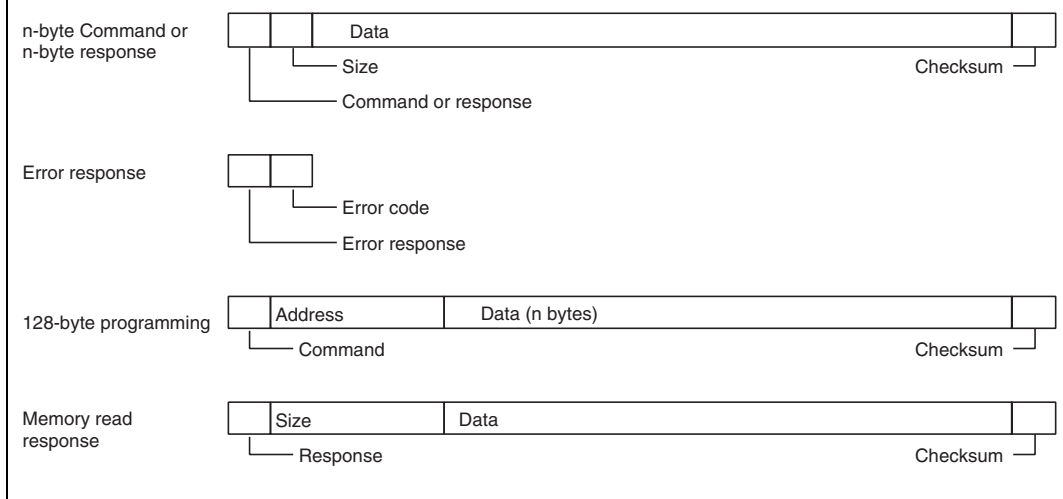 n-byte Command or
n-byte response
Data
Size
Checksum
Command or response
Error response
Error code
Error response
128-byte programming
Address
Data (n bytes)
Command
Checksum
Memory read
response
Size
Data
Response
Checksum